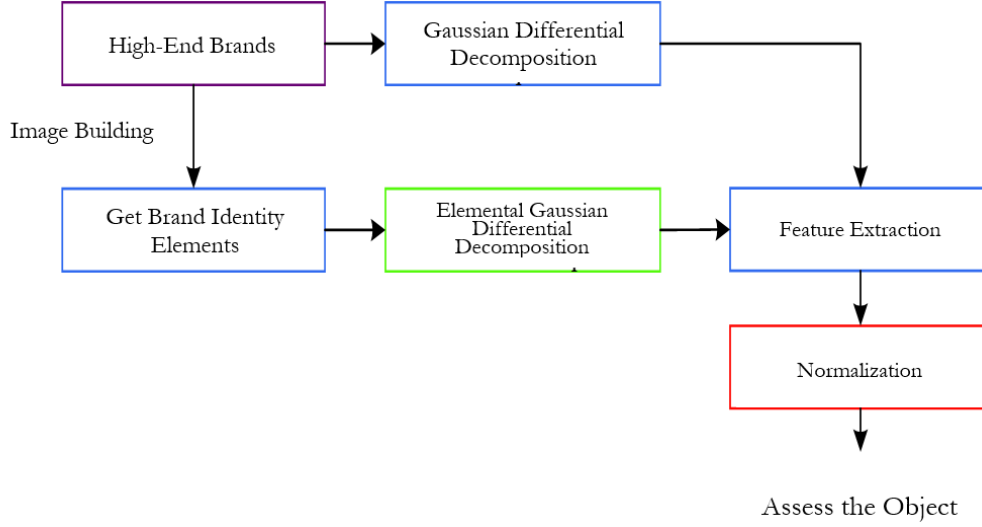 High-End Brands
Gaussian Differential
Decomposition
Image Building
Get Brand Identity
Elements
Elemental Gaussian
Differential
Decomposition
Feature Extraction
Normalization
Assess the Object